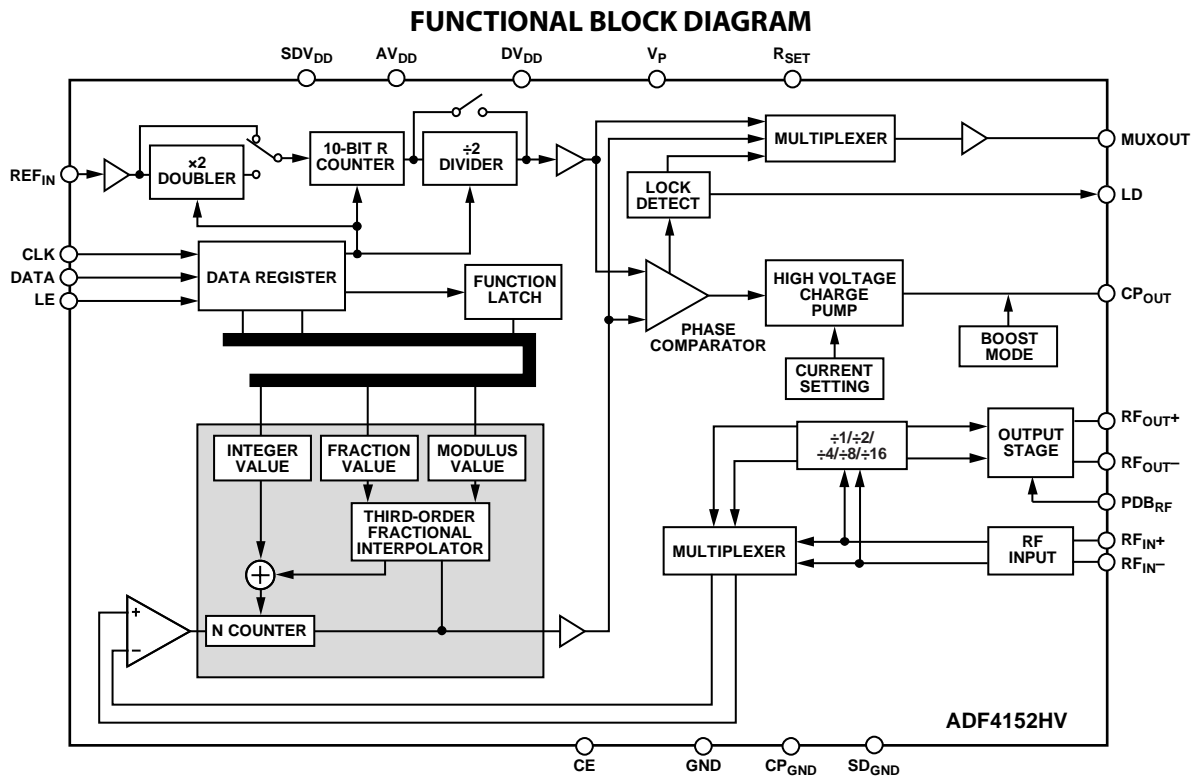 FUNCTIONAL BLOCK DIAGRAM
SDVDD
AVDD
DVDD
VP
RSET
REFIN
×2
DOUBLER
10-BIT R
COUNTER
÷2
DIVIDER
MULTIPLEXER
MUXOUT
LOCK
DETECT
LD
CLK
DATA
LE
DATA REGISTER
FUNCTION
LATCH
PHASE
COMPARATOR
HIGH VOLTAGE
CHARGE
PUMP
CPOUT
BOOST
MODE
CURRENT
SETTING
INTEGER
VALUE
FRACTION
VALUE
MODULUS
VALUE
THIRD-ORDER
FRACTIONAL
INTERPOLATOR
+
N COUNTER
+
−
÷1/÷2/
÷4/÷8/÷16
OUTPUT
STAGE
RFOUT+
RFOUT−
PDBRF
MULTIPLEXER
RF
INPUT
RFIN+
RFIN−
ADF4152HV
CE
GND
CPGND
SDGND